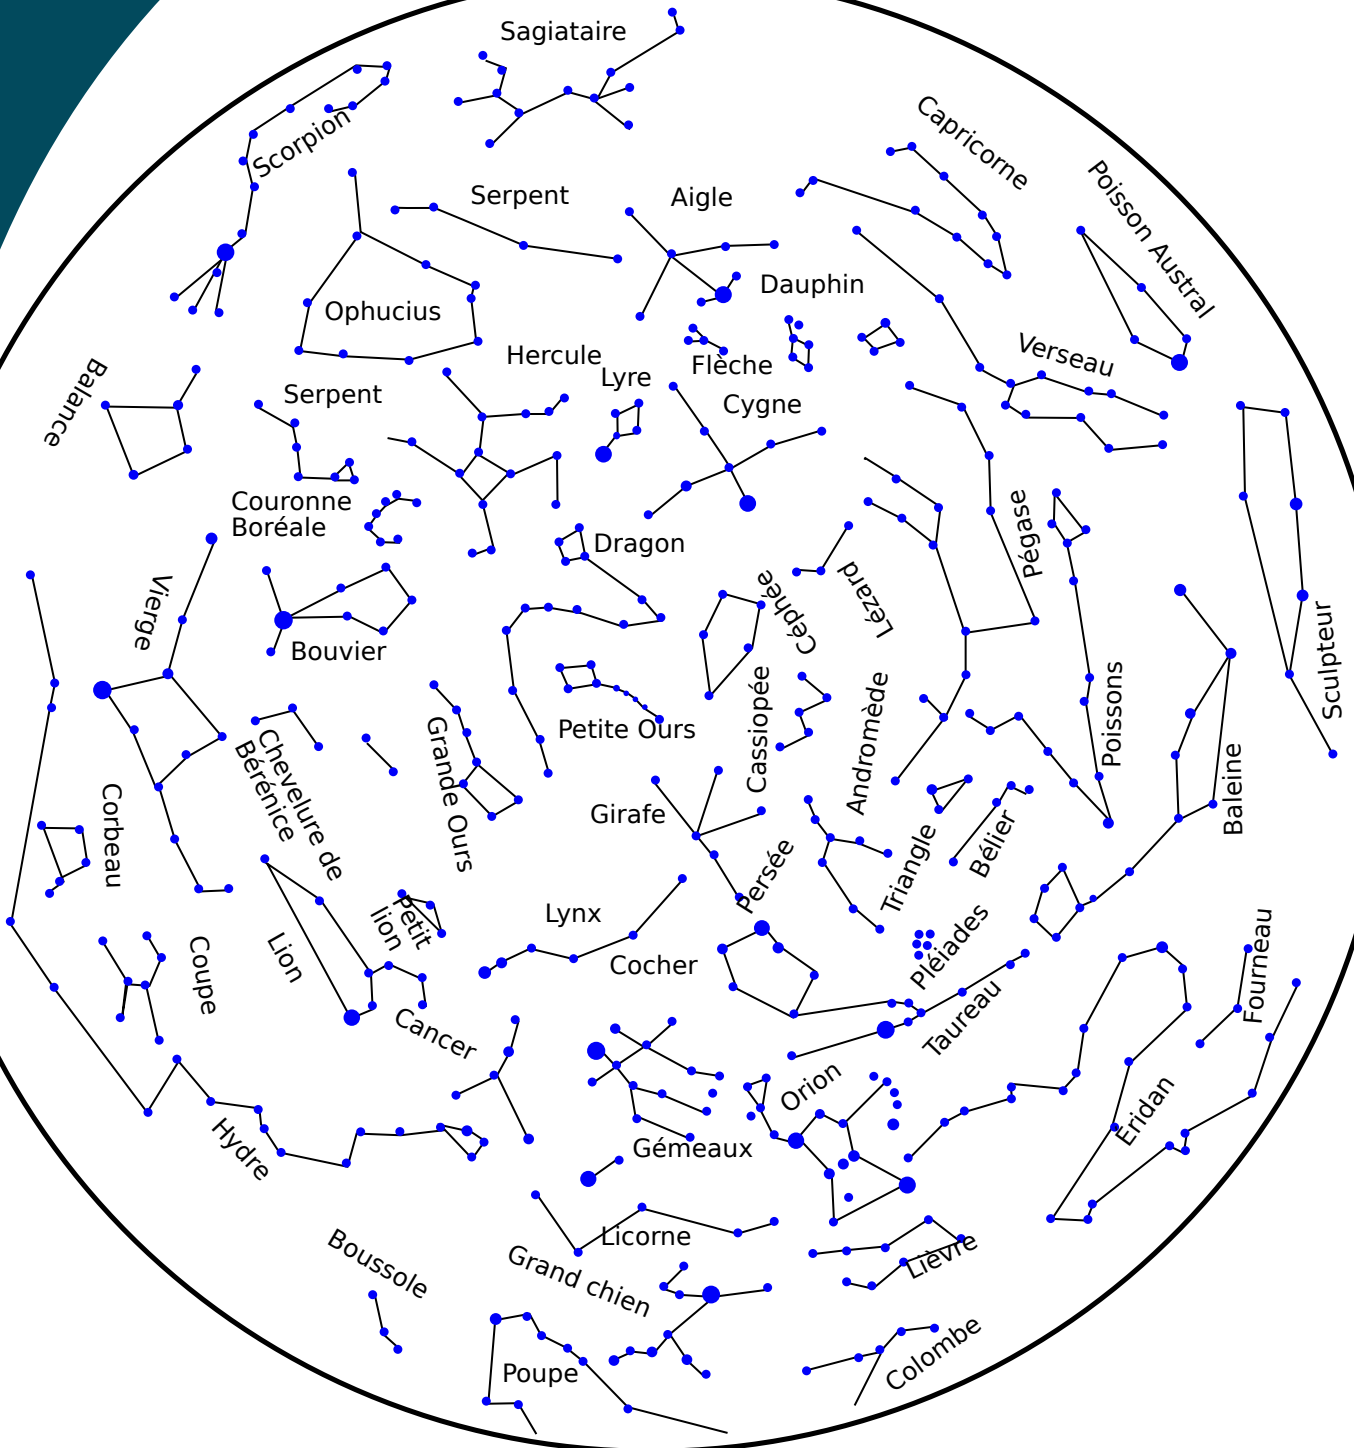 Sagiataire
Scorpion
Capricorne
Poisson Austral
Serpent
Aigle
Dauphin
Ophucius
Hercule
Lyre
Flèche
Verseau
Balance
Serpent
Cygne
Couronne
Boréale
Dragon
Pégase
Vierge
Céphée
Lézard
Bouvier
Sculpteur
Petite Ours
Cassiopée
Andromède
Poissons
Grande Ours
Chevelure de
Bérénice
Baleine
Corbeau
Girafe
Persée
Triangle
Bélier
Petit
lion
Lynx
Pléiades
Lion
Coupe
Cocher
Fourneau
Cancer
Taureau
Orion
Eridan
Hydre
Gémeaux
Licorne
Lièvre
Boussole
Grand chien
Poupe
Colombe